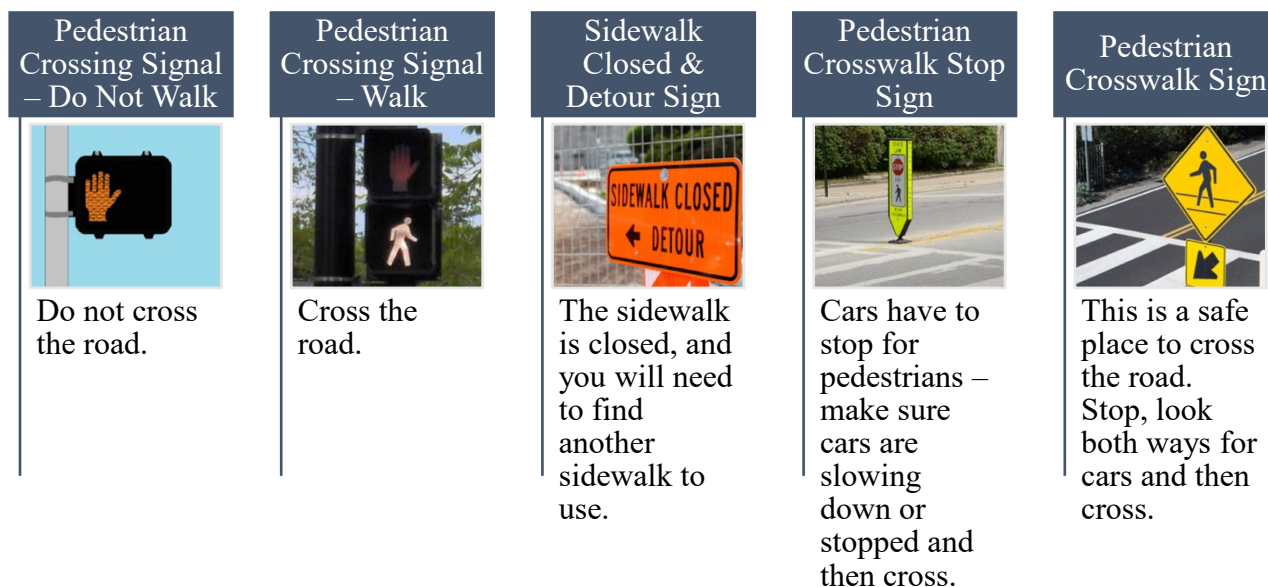 Pedestrian
Crossing Signal
– Do Not Walk
Do not cross
the road.
Pedestrian
Crossing Signal
– Walk
Cross the
road.
Sidewalk
Closed &
Detour Sign
SIDEWALK CLOSED
← DETOUR
The sidewalk
is closed, and
you will need
to find
another
sidewalk to
use.
Pedestrian
Crosswalk Stop
Sign
STATE
LAW
STOP
Cars have to
stop for
pedestrians –
make sure
cars are
slowing
down or
stopped and
then cross.
Pedestrian
Crosswalk Sign
This is a safe
place to cross
the road.
Stop, look
both ways for
cars and then
cross.